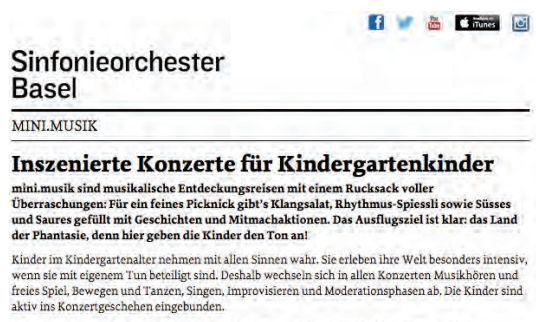 Available on
iTunes
Sinfonieorchester
Basel
MINI.MUSIK
Inszenierte Konzerte für Kindergartenkinder
mini.musik sind musikalische Entdeckungsreisen mit einem Rucksack voller
Überraschungen: Für ein feines Picknick gibt's Klangsalat, Rhythmus-Spiessli sowie Süsses
und Saures gefüllt mit Geschichten und Mitmachaktionen. Das Ausflugsziel ist klar: das Land
der Phantasie, denn hier geben die Kinder den Ton an!
Kinder im Kindergartenalter nehmen mit allen Sinnen wahr. Sie erleben ihre Welt besonders intensiv,
wenn sie mit eigenem Tun beteiligt sind. Deshalb wechseln sich in allen Konzerten Musikhören und
freies Spiel, Bewegen und Tanzen, Singen, Improvisieren und Moderationsphasen ab. Die Kinder sind
aktiv ins Konzertgeschehen eingebunden.